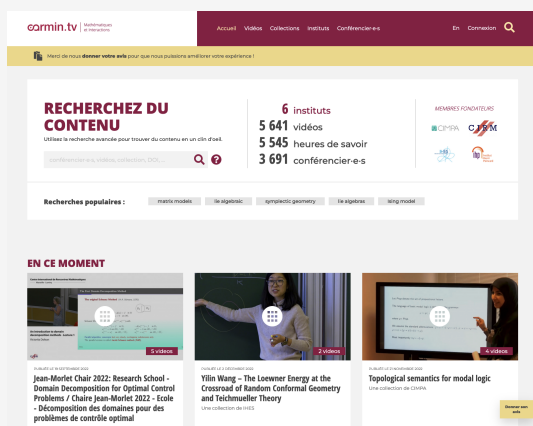 carmin.tv
Mathématiques
et Interactions
Accueil Vidéos Collections Instituts Conférencier·e·s
En Connexion
Merci de nous donner votre avis pour que nous puissions améliorer votre expérience !
RECHERCHEZ DU
CONTENU
Utilisez la recherche avancée pour trouver du contenu en un clin d'oeil.
conférencier·e·s, vidéos, collection, DOI, ...
6 instituts
5 641 vidéos
5 545 heures de savoir
3 691 conférencier·e·s
MEMBRES FONDATEURS
CIMPA CIRM
IHES ihp
Recherches populaires :
matrix models
lie algebraic
symplectic geometry
lie algebras
ising model
EN CE MOMENT
5 videos
2 videos
4 videos
Jean-Morlet Chair 2022: Research School -
Domain Decomposition for Optimal Control
Problems / Chaire Jean-Morlet 2022 - Ecole
- Décomposition des domaines pour des
problèmes de contrôle optimal
Yilin Wang – The Loewner Energy at the
Crossroad of Random Conformal Geometry
and Teichmueller Theory
Une collection de IHES
Topological semantics for modal logic
Une collection de CIMPA
Donner son
avis